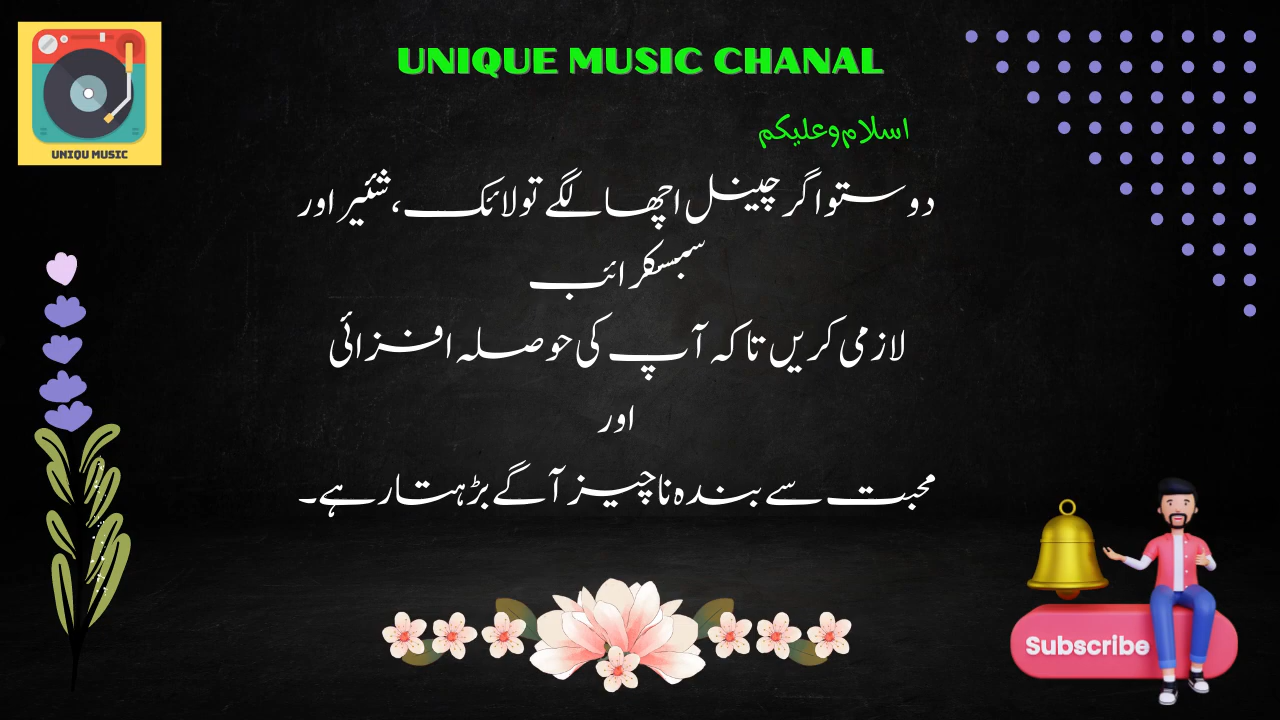 UNIQUE MUSIC CHANAL
UNIQU MUSIC
اسلام وعلیکم
دوستو اگر چینل اچھا لگے تو لائک، شئیر اور
سبسکرائب
لازمی کریں تاکہ آپ کی حوصلہ افزائی
اور
محبت سے بندہ ناچیز آگے بڑہتا رہے۔
Subscribe